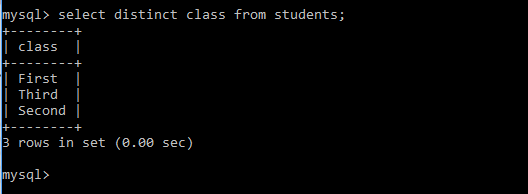 mysql> select distinct class from students;
+--------+
| class  |
+--------+
| First  |
| Third  |
| Second |
+--------+
3 rows in set (0.00 sec)
mysql>